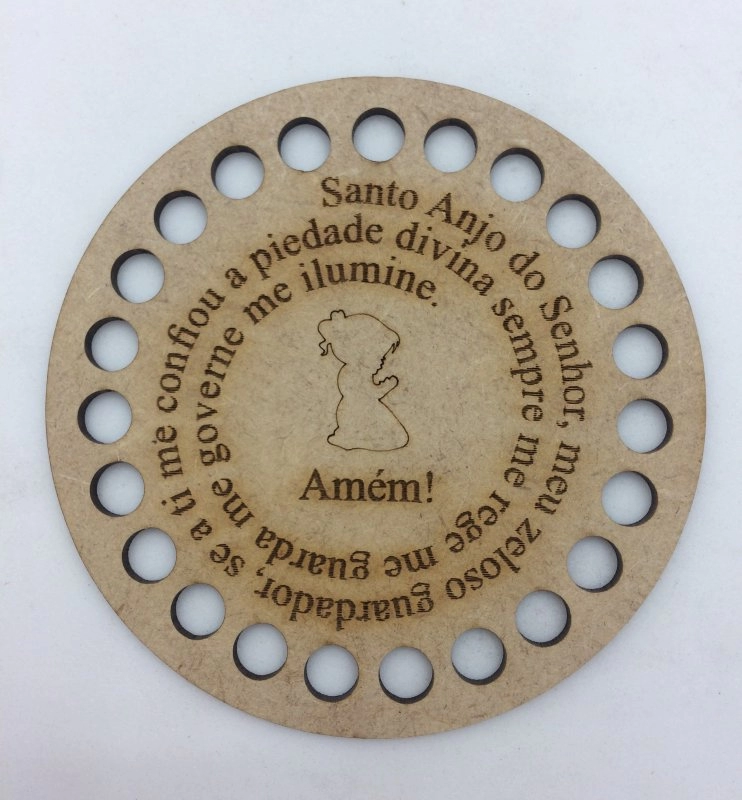 Santo Anjo do Senhor, meu zeloso guardador, se a ti me confiou a piedade divina sempre me rege me guarda me governe me ilumine.
Amém!